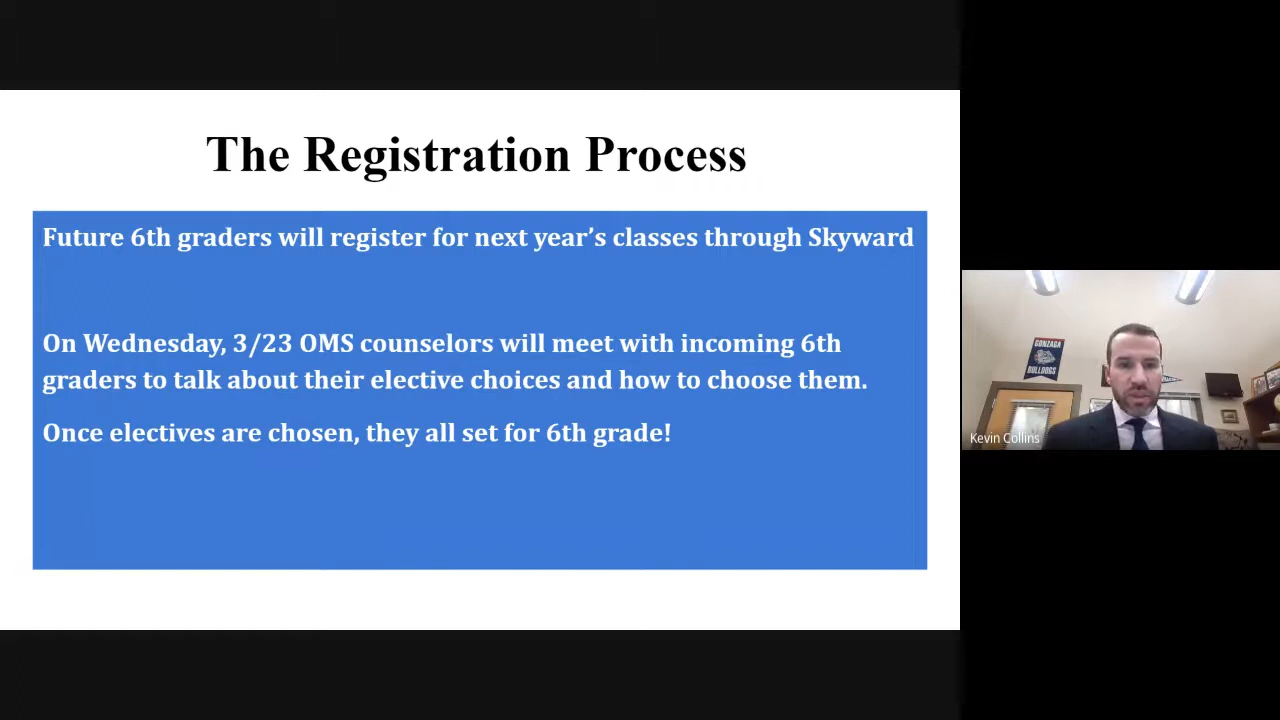 The Registration Process
Future 6th graders will register for next year’s classes through Skyward
On Wednesday, 3/23 OMS counselors will meet with incoming 6th
graders to talk about their elective choices and how to choose them.
Once electives are chosen, they all set for 6th grade!
GONZAGA
BULLDOGS
Kevin Collins